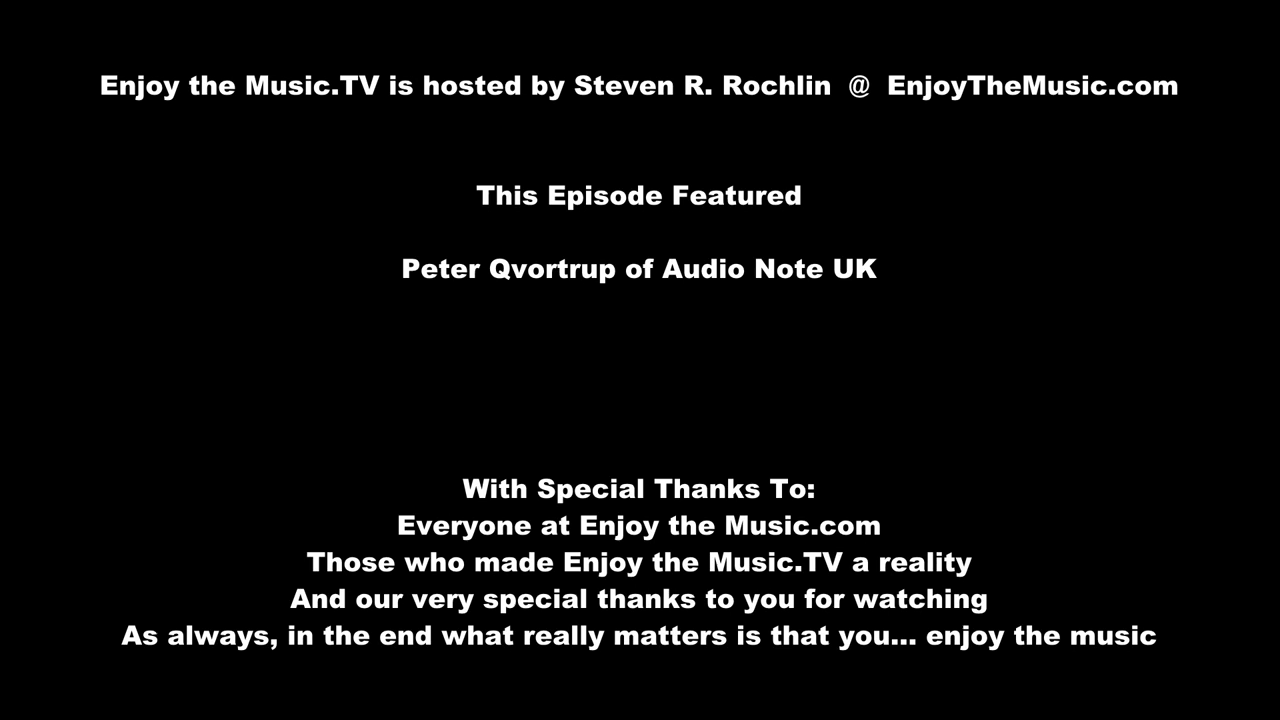 Enjoy the Music.TV is hosted by Steven R. Rochlin @ EnjoyTheMusic.com
This Episode Featured
Peter Qvortrup of Audio Note UK
With Special Thanks To:
Everyone at Enjoy the Music.com
Those who made Enjoy the Music.TV a reality
And our very special thanks to you for watching
As always, in the end what really matters is that you... enjoy the music